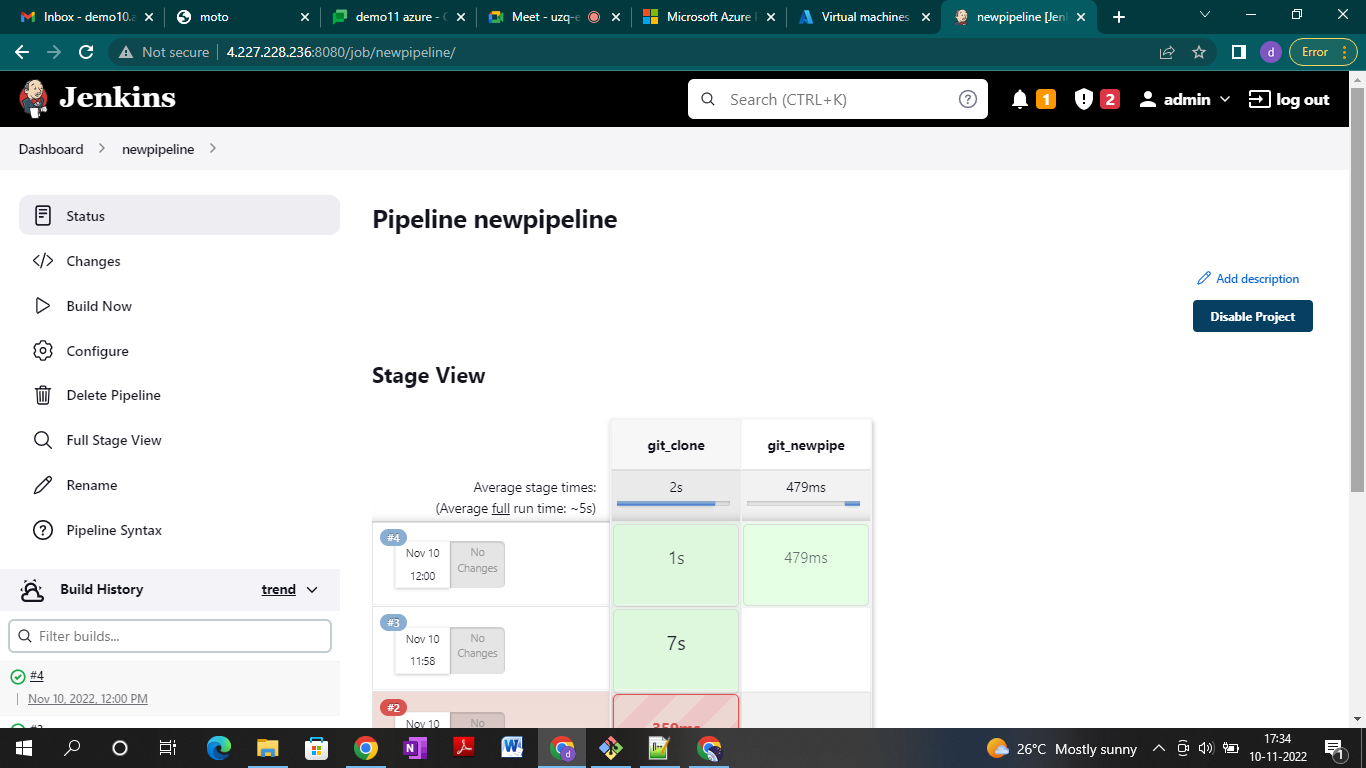 Inbox - demo10.a
moto
demo11 azure - G
Meet - uzq-e
Microsoft Azure
Virtual machines
newpipeline [Jen
Not secure
4.227.228.236:8080/job/newpipeline/
d
Error
Jenkins
Search (CTRL+K)
1
2
admin
log out
Dashboard
newpipeline
Status
Changes
Build Now
Configure
Delete Pipeline
Full Stage View
Rename
Pipeline Syntax
Build History
trend
Filter builds...
#4
Nov 10, 2022, 12:00 PM
Pipeline newpipeline
Add description
Disable Project
Stage View
git_clone
git_newpipe
Average stage times:
2s
479ms
(Average full run time: ~5s)
#4
Nov 10
12:00
No
Changes
1s
479ms
#3
Nov 10
11:58
No
Changes
7s
#2
Nov 10
No
359ms
26°C Mostly sunny
17:34
10-11-2022
1